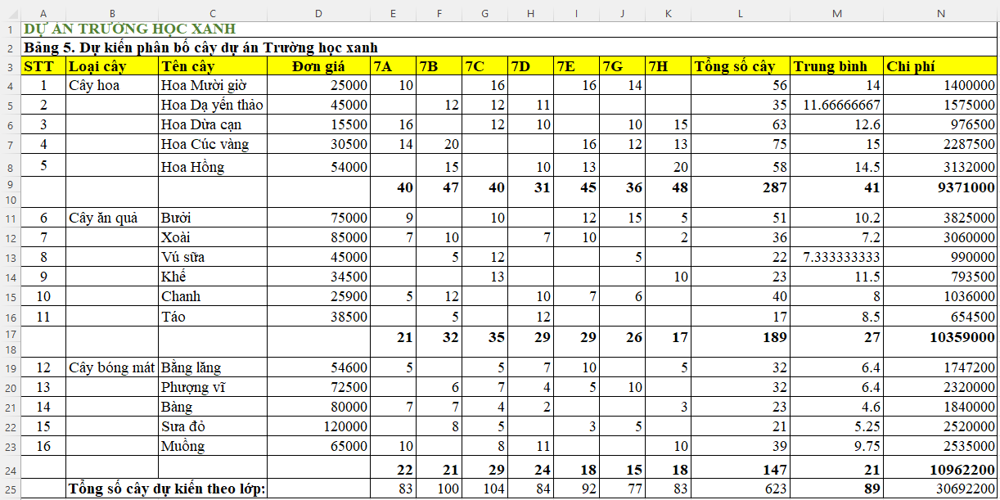 A B C D E F G H I J K L M N
1 DỰ ÁN TRƯỜNG HỌC XANH
2 Bảng 5. Dự kiến phân bố cây dự án Trường học xanh
3 STT Loại cây Tên cây Đơn giá 7A 7B 7C 7D 7E 7G 7H Tổng số cây Trung bình Chi phí
4 1 Cây hoa Hoa Mười giờ 25000 10 16 16 14 56 14 1400000
5 2 Hoa Dạ yến thảo 45000 12 12 11 35 11.66666667 1575000
6 3 Hoa Dừa cạn 15500 16 12 10 10 15 63 12.6 976500
7 4 Hoa Cúc vàng 30500 14 20 16 12 13 75 15 2287500
8 5 Hoa Hồng 54000 15 10 13 20 58 14.5 3132000
9 40 47 40 31 45 36 48 287 41 9371000
10
11 6 Cây ăn quả Bưởi 75000 9 10 12 15 5 51 10.2 3825000
12 7 Xoài 85000 7 10 7 10 2 36 7.2 3060000
13 8 Vú sữa 45000 5 12 5 22 7.333333333 990000
14 9 Khế 34500 13 10 23 11.5 793500
15 10 Chanh 25900 5 12 10 7 6 40 8 1036000
16 11 Táo 38500 5 12 17 8.5 654500
17 21 32 35 29 29 26 17 189 27 10359000
18
19 12 Cây bóng mát Bằng lăng 54600 5 5 7 10 5 32 6.4 1747200
20 13 Phượng vĩ 72500 6 7 4 5 10 32 6.4 2320000
21 14 Bàng 80000 7 7 4 2 3 23 4.6 1840000
22 15 Sưa đỏ 120000 8 5 3 5 21 5.25 2520000
23 16 Muồng 65000 10 8 11 10 39 9.75 2535000
24 22 21 29 24 18 15 18 147 21 10962200
25 Tổng số cây dự kiến theo lớp: 83 100 104 84 92 77 83 623 89 30692200